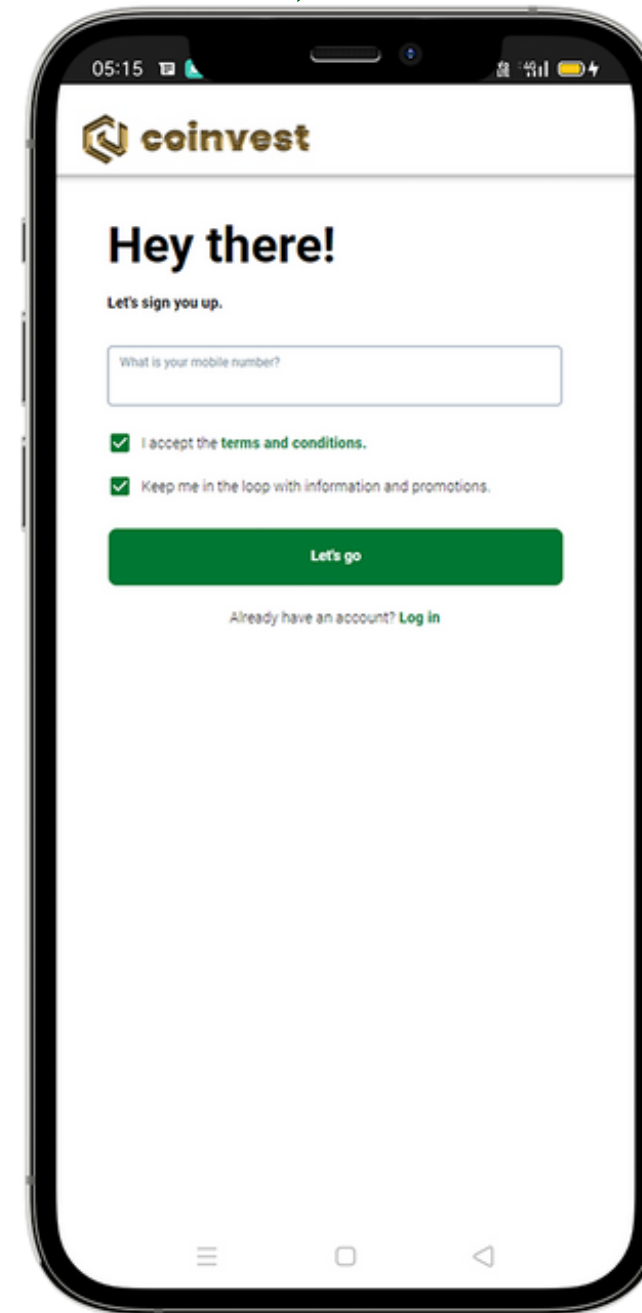 05:15
coinvest
Hey there!
Let's sign you up.
What is your mobile number?
I accept the terms and conditions.
Keep me in the loop with information and promotions.
Let's go
Already have an account? Log in